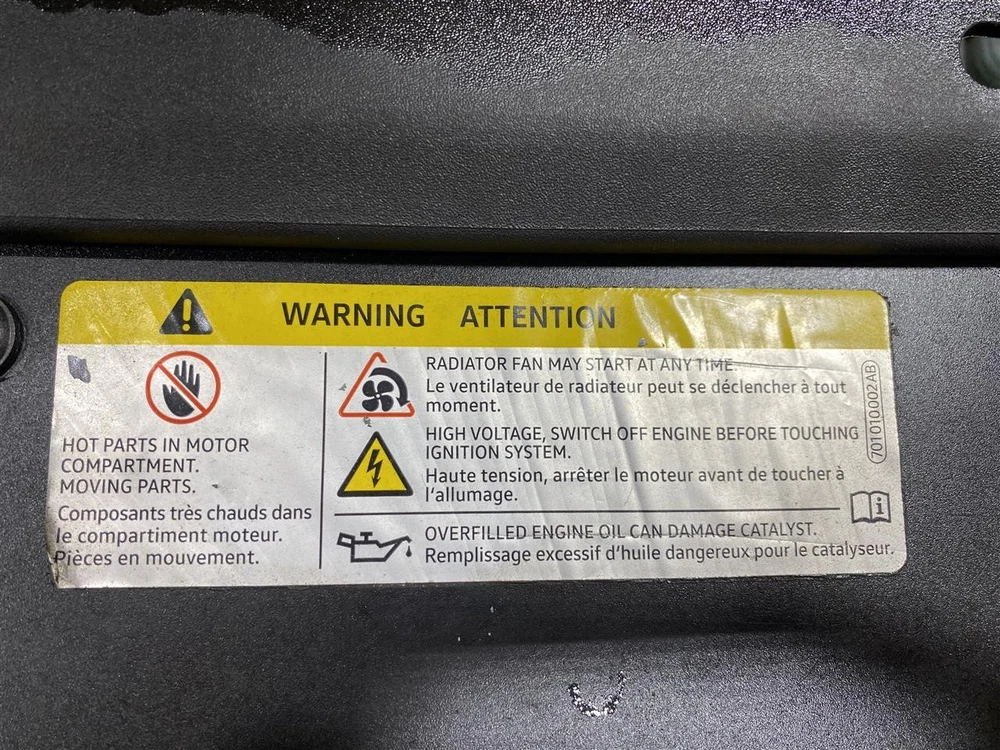 WARNING ATTENTION
HOT PARTS IN MOTOR
COMPARTMENT.
MOVING PARTS.
Composants très chauds dans
le compartiment moteur.
Pièces en mouvement.
RADIATOR FAN MAY START AT ANY TIME.
Le ventilateur de radiateur peut se déclencher à tout
moment.
HIGH VOLTAGE, SWITCH OFF ENGINE BEFORE TOUCHING
IGNITION SYSTEM.
Haute tension, arrêter le moteur avant de toucher à
l'allumage.
OVERFILLED ENGINE OIL CAN DAMAGE CATALYST.
Remplissage excessif d'huile dangereux pour le catalyseur.
701010002AB